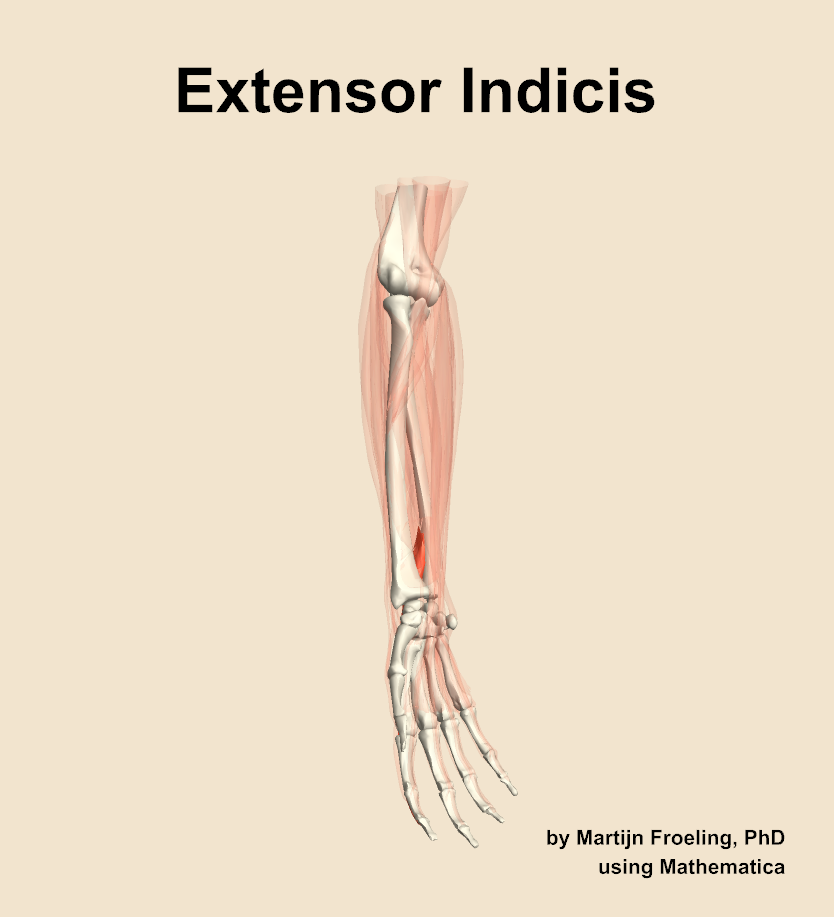 Extensor Indicis
by Martijn Froeling, PhD
using Mathematica